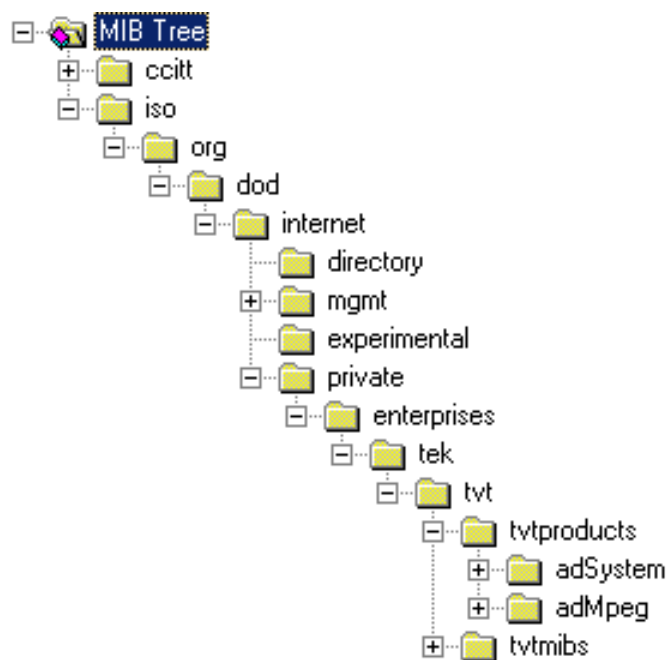 MIB Tree
ccitt
iso
org
dod
internet
directory
mgmt
experimental
private
enterprises
tek
tvt
tvtproducts
adSystem
adMpeg
tvtmibs